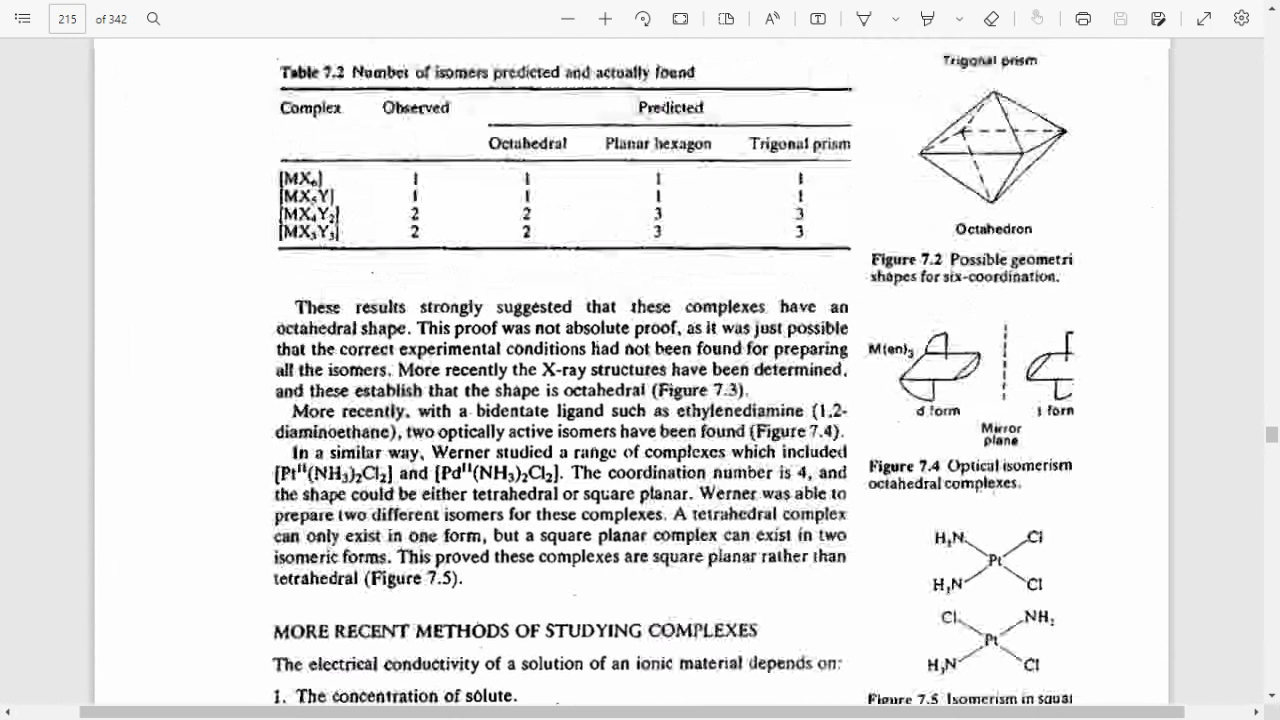 215 of 342
Table 7.2 Number of isomers predicted and actually found
Complex Observed Predicted
Octahedral Planar hexagon Trigonal prism
[MX₆] 1 1 1 1
[MX₅Y] 1 1 1 1
[MX₄Y₂] 2 2 3 3
[MX₃Y₃] 2 2 3 3
These results strongly suggested that these complexes have an
octahedral shape. This proof was not absolute proof, as it was just possible
that the correct experimental conditions had not been found for preparing
all the isomers. More recently the X-ray structures have been determined,
and these establish that the shape is octahedral (Figure 7.3).
More recently, with a bidentate ligand such as ethylenediamine (1,2-
diaminoethane), two optically active isomers have been found (Figure 7.4).
In a similar way, Werner studied a range of complexes which included
[Ptᴵᴵ(NH₃)₂Cl₂] and [Pdᴵᴵ(NH₃)₂Cl₂]. The coordination number is 4, and
the shape could be either tetrahedral or square planar. Werner was able to
prepare two different isomers for these complexes. A tetrahedral complex
can only exist in one form, but a square planar complex can exist in two
isomeric forms. This proved these complexes are square planar rather than
tetrahedral (Figure 7.5).
MORE RECENT METHODS OF STUDYING COMPLEXES
The electrical conductivity of a solution of an ionic material depends on:
1. The concentration of solute.
Trigonal prism
Octahedron
Figure 7.2 Possible geometri
shapes for six-coordination.
M(en)₃
d form l forn
Mirror
plane
Figure 7.4 Optical isomerism
octahedral complexes.
H₃N Cl
Pt
H₃N Cl
Cl NH₃
Pt
H₃N Cl
Figure 7.5 Isomerism in squar